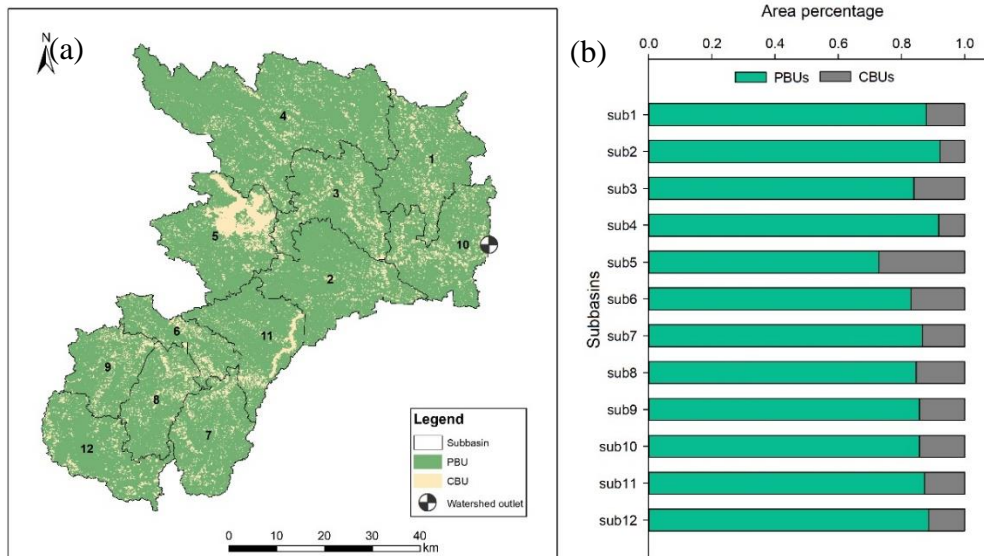 (a)
N
4
1
3
5
10
2
6
11
9
8
7
12
Legend
Subbasin
PBU
CBU
Watershed outlet
0 10 20 30 40
km
(b)
Area percentage
0.0 0.2 0.4 0.6 0.8 1.0
PBUs CBUs
Subbasins
sub1
sub2
sub3
sub4
sub5
sub6
sub7
sub8
sub9
sub10
sub11
sub12